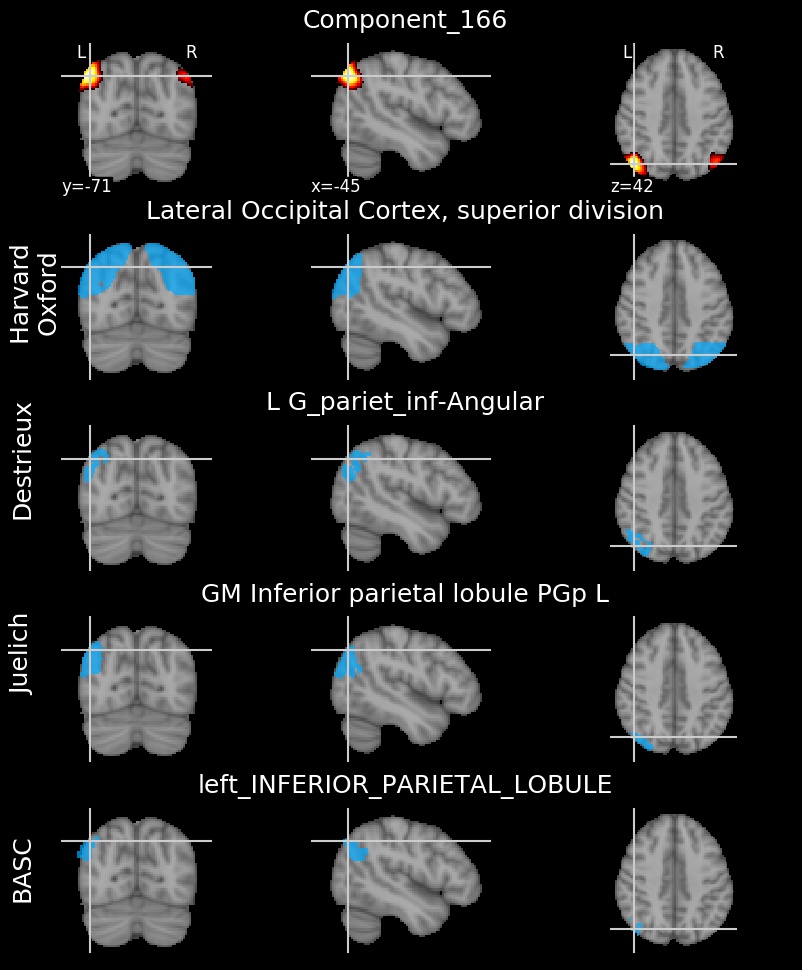 Component_166
L R L R
y=-71 x=-45 z=42
Lateral Occipital Cortex, superior division
Harvard
Oxford
L G_pariet_inf-Angular
Destrieux
GM Inferior parietal lobule PGp L
Juelich
left_INFERIOR_PARIETAL_LOBULE
BASC